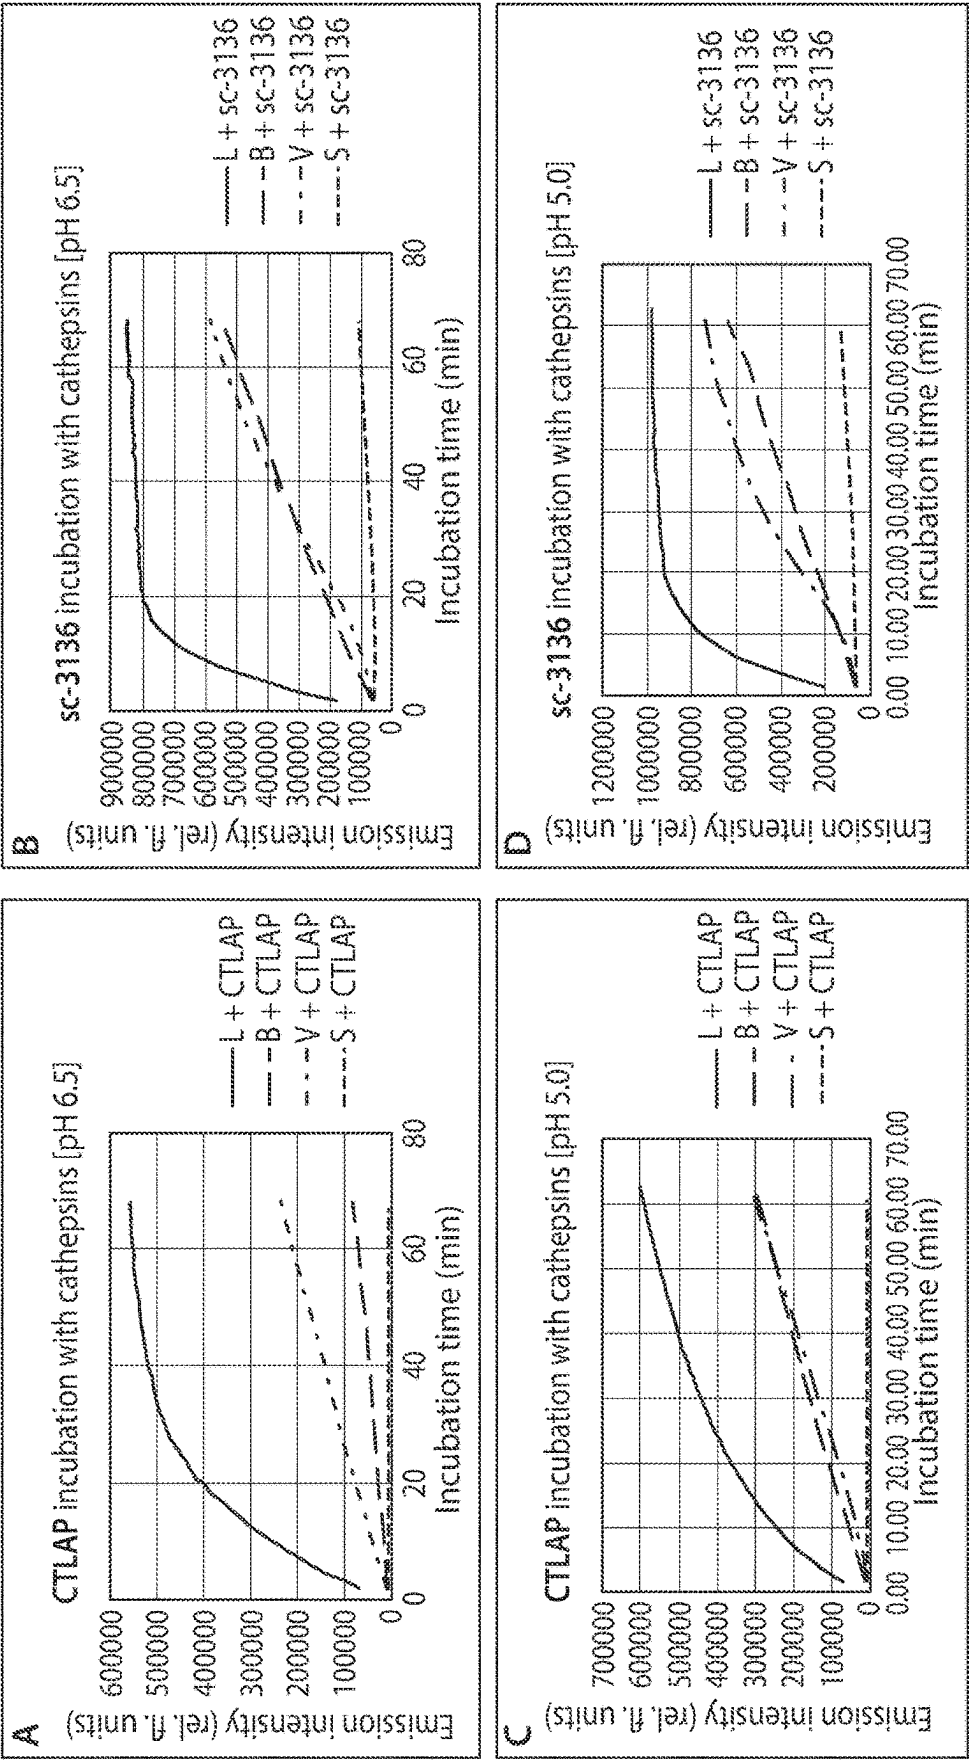 A
CTLAP incubation with cathepsins [pH 6.5]
Emission intensity (rel. fl. units)
600000
500000
400000
300000
200000
100000
0
0 20 40 60 80
Incubation time (min)
L + CTLAP
B + CTLAP
V + CTLAP
S + CTLAP
B
sc-3136 incubation with cathepsins [pH 6.5]
Emission intensity (rel. fl. units)
900000
800000
700000
600000
500000
400000
300000
200000
100000
0
0 20 40 60 80
Incubation time (min)
L + sc-3136
B + sc-3136
V + sc-3136
S + sc-3136
C
CTLAP incubation with cathepsins [pH 5.0]
Emission intensity (rel. fl. units)
700000
600000
500000
400000
300000
200000
100000
0
0.00 10.00 20.00 30.00 40.00 50.00 60.00 70.00
Incubation time (min)
L + CTLAP
B + CTLAP
V + CTLAP
S + CTLAP
D
sc-3136 incubation with cathepsins [pH 5.0]
Emission intensity (rel. fl. units)
1200000
1000000
800000
600000
400000
200000
0
0.00 10.00 20.00 30.00 40.00 50.00 60.00 70.00
Incubation time (min)
L + sc-3136
B + sc-3136
V + sc-3136
S + sc-3136